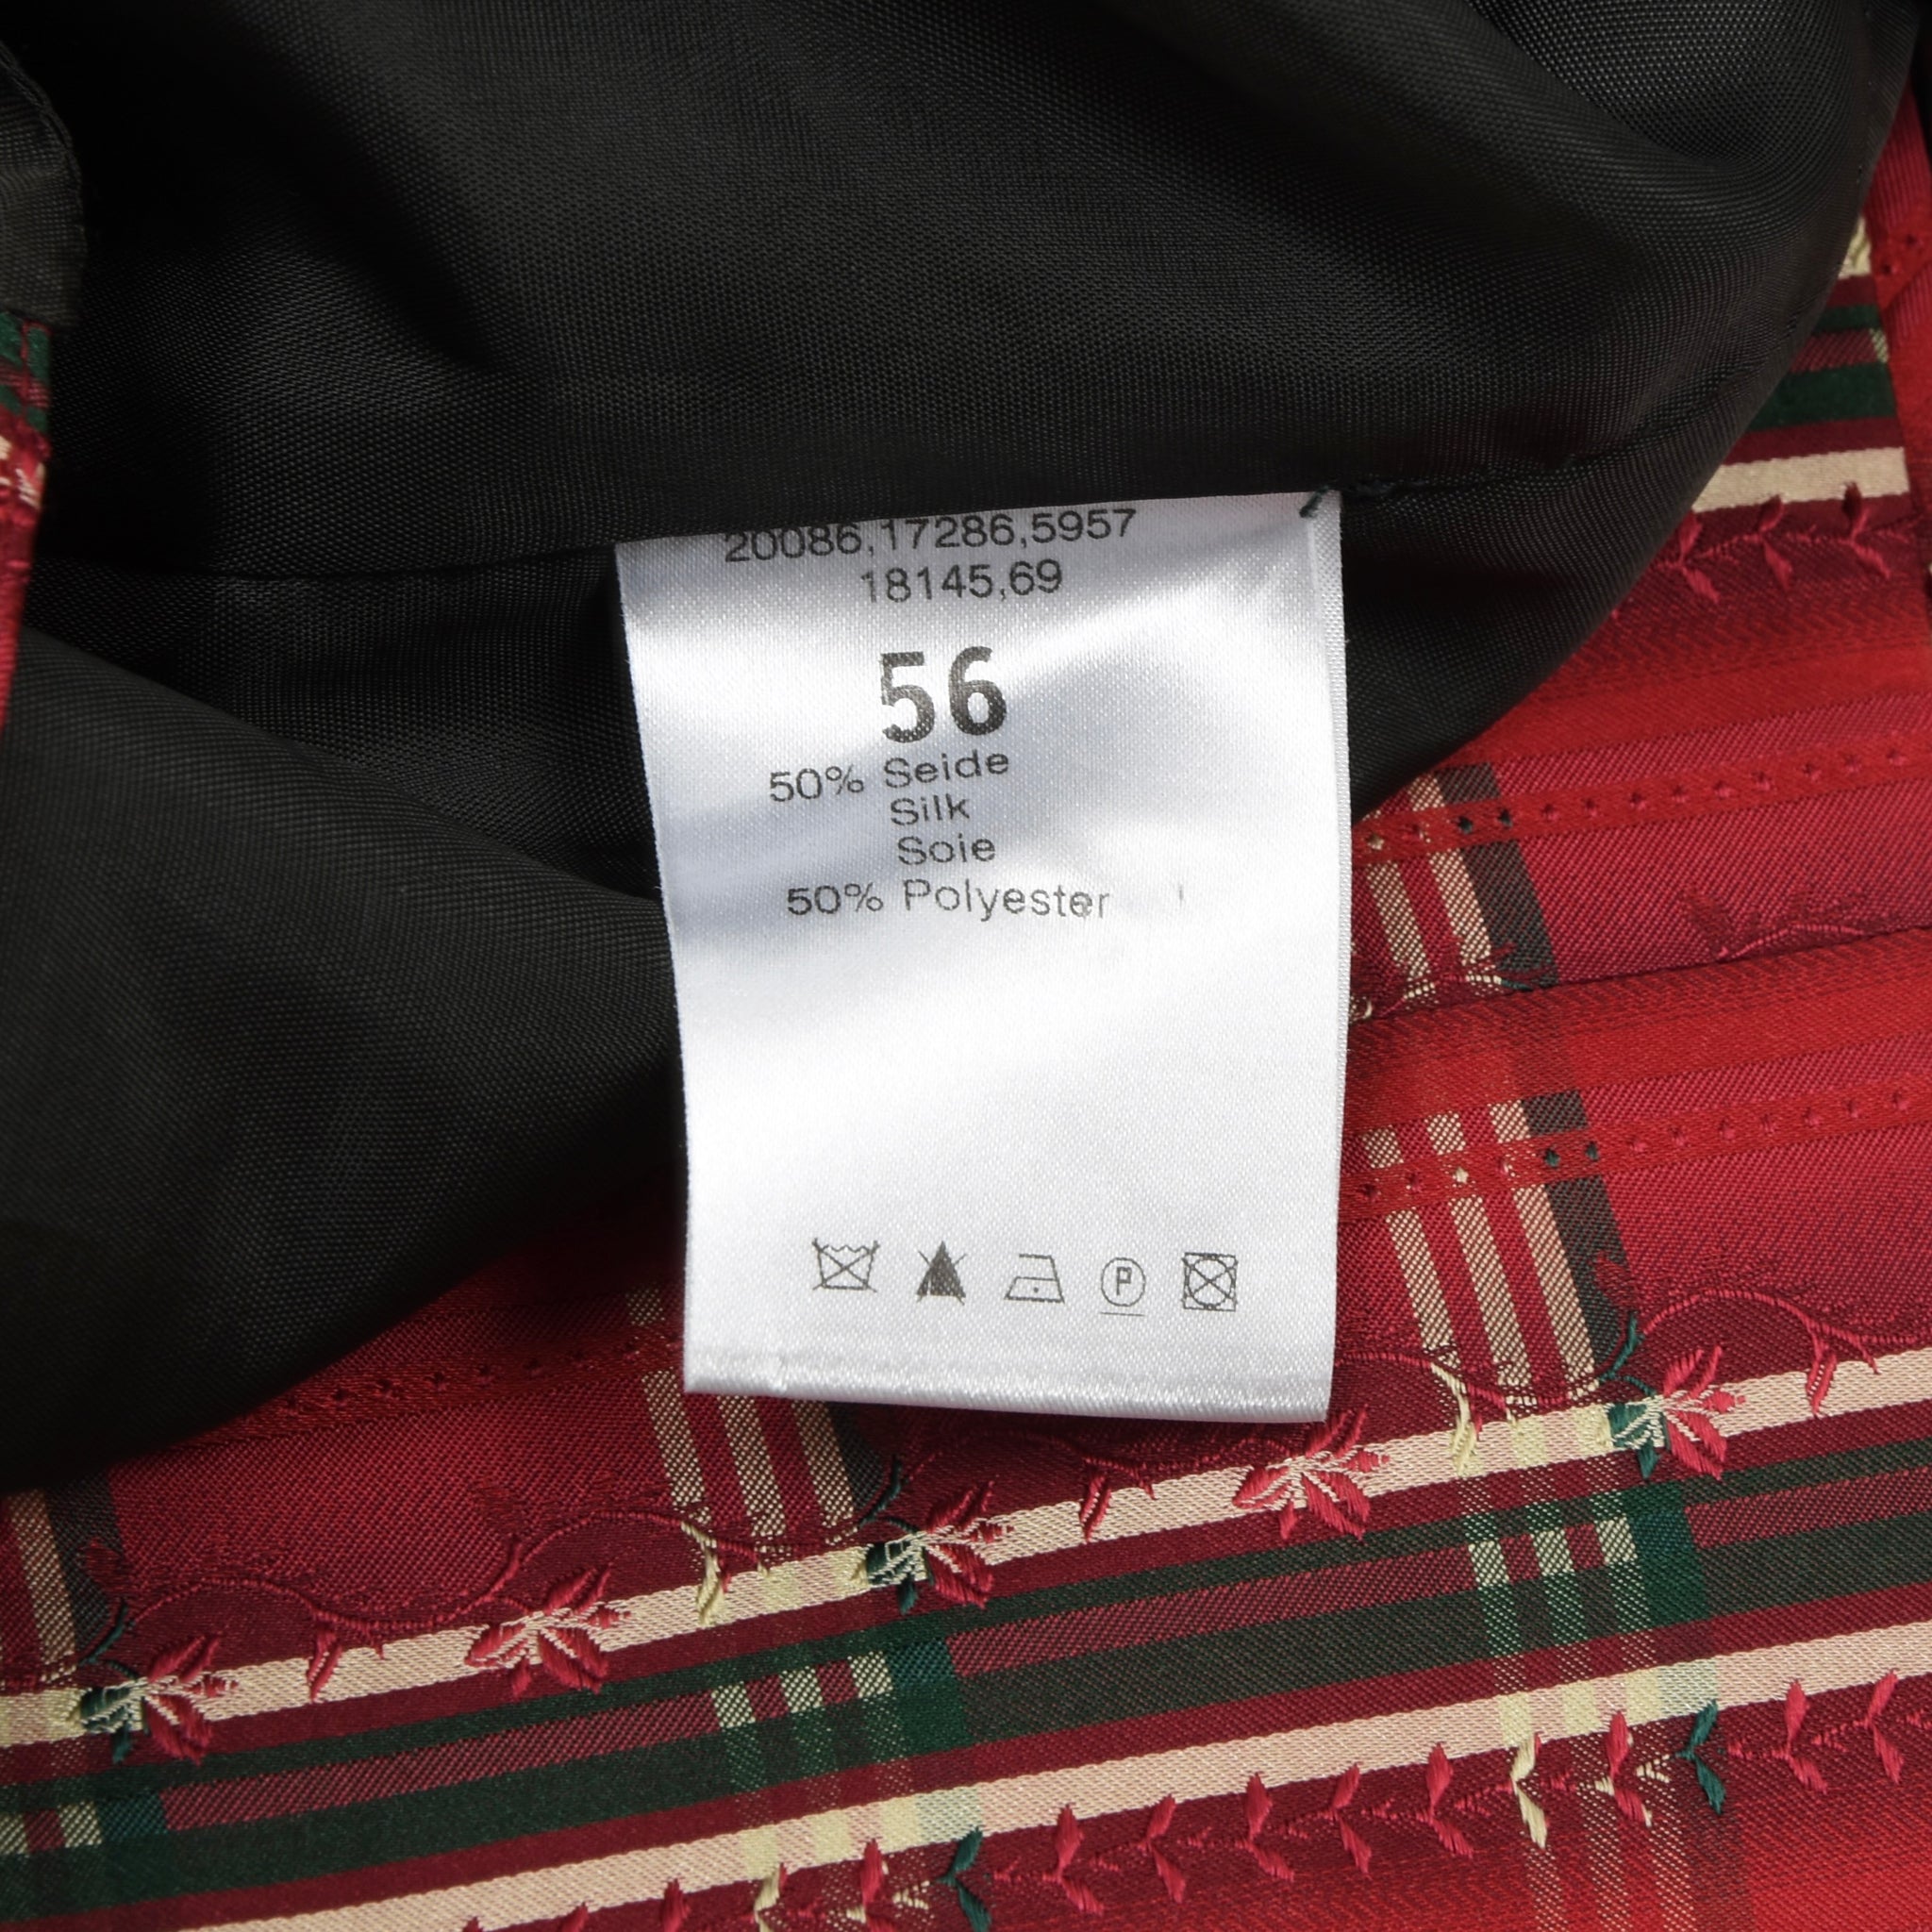 20086,17286,5957
18145,69
56
50% Seide
Silk
Soie
50% Polyester
P